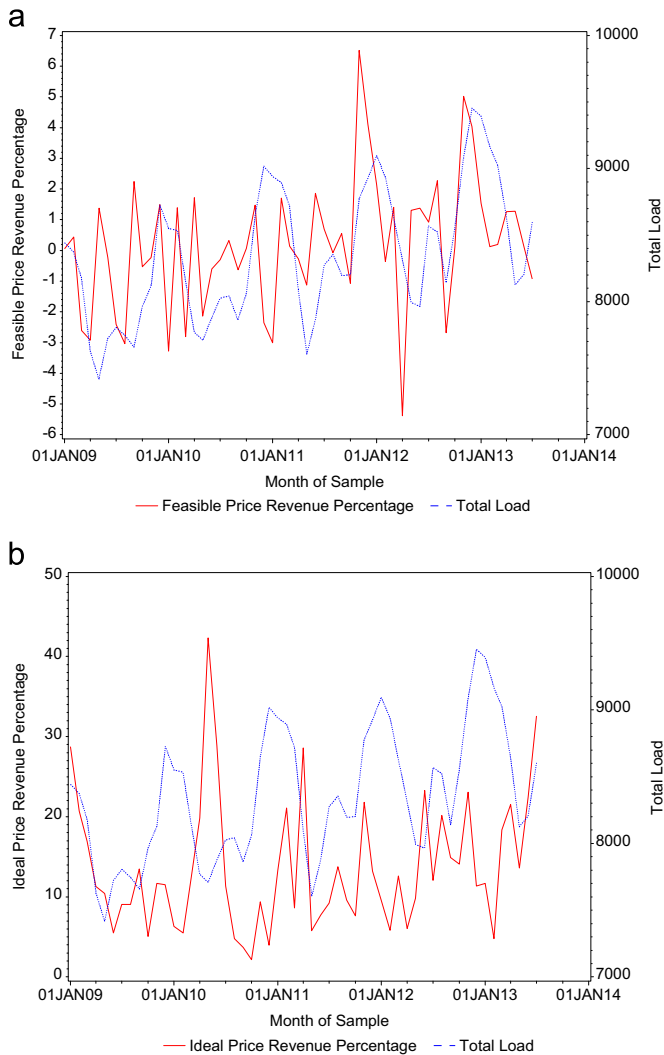 a
Feasible Price Revenue Percentage
7
6
5
4
3
2
1
0
-1
-2
-3
-4
-5
-6
10000
9000
8000
7000
Total Load
01JAN09 01JAN10 01JAN11 01JAN12 01JAN13 01JAN14
Month of Sample
Feasible Price Revenue Percentage Total Load
b
Ideal Price Revenue Percentage
50
40
30
20
10
0
10000
9000
8000
7000
Total Load
01JAN09 01JAN10 01JAN11 01JAN12 01JAN13 01JAN14
Month of Sample
Ideal Price Revenue Percentage Total Load